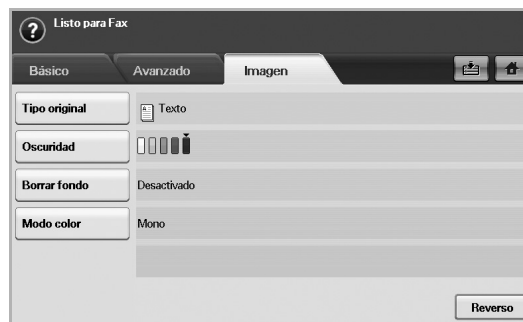 ? Listo para Fax
Básico Avanzado Imagen
Tipo original Texto
Oscuridad
Borrar fondo Desactivado
Modo color Mono
Reverso